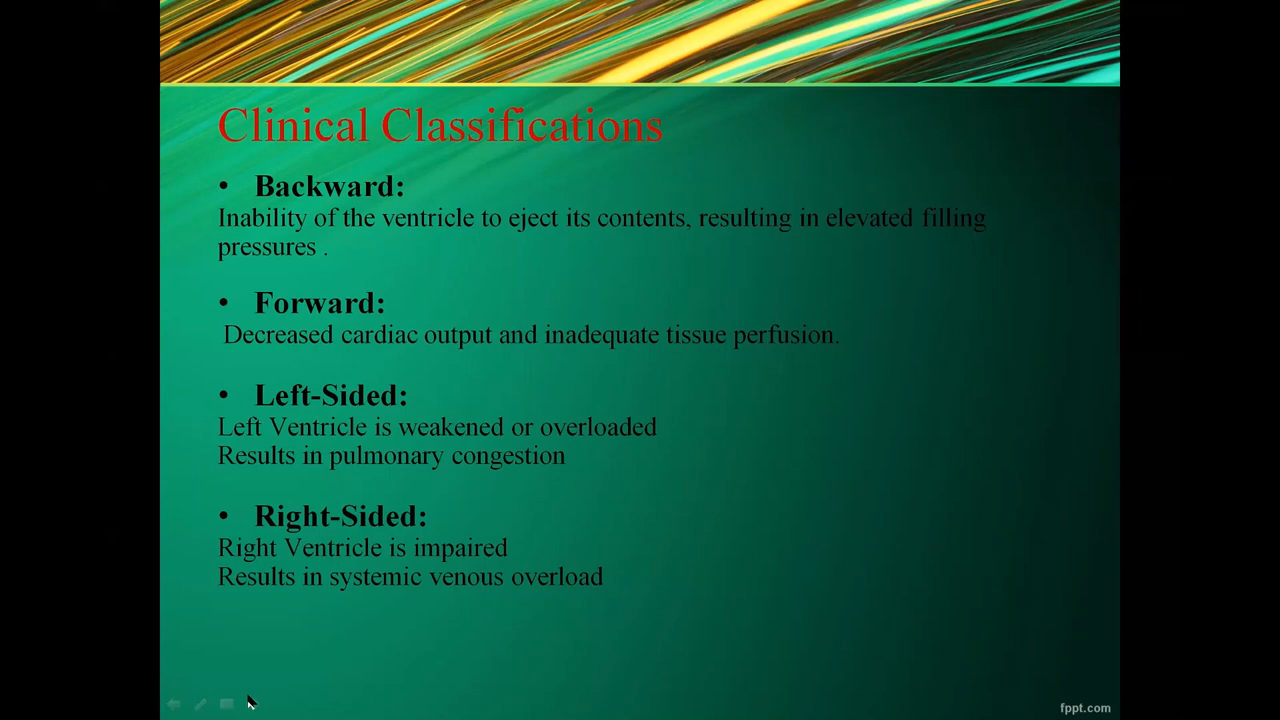 Clinical Classifications
• Backward:
Inability of the ventricle to eject its contents, resulting in elevated filling
pressures .
• Forward:
Decreased cardiac output and inadequate tissue perfusion.
• Left-Sided:
Left Ventricle is weakened or overloaded
Results in pulmonary congestion
• Right-Sided:
Right Ventricle is impaired
Results in systemic venous overload
fppt.com